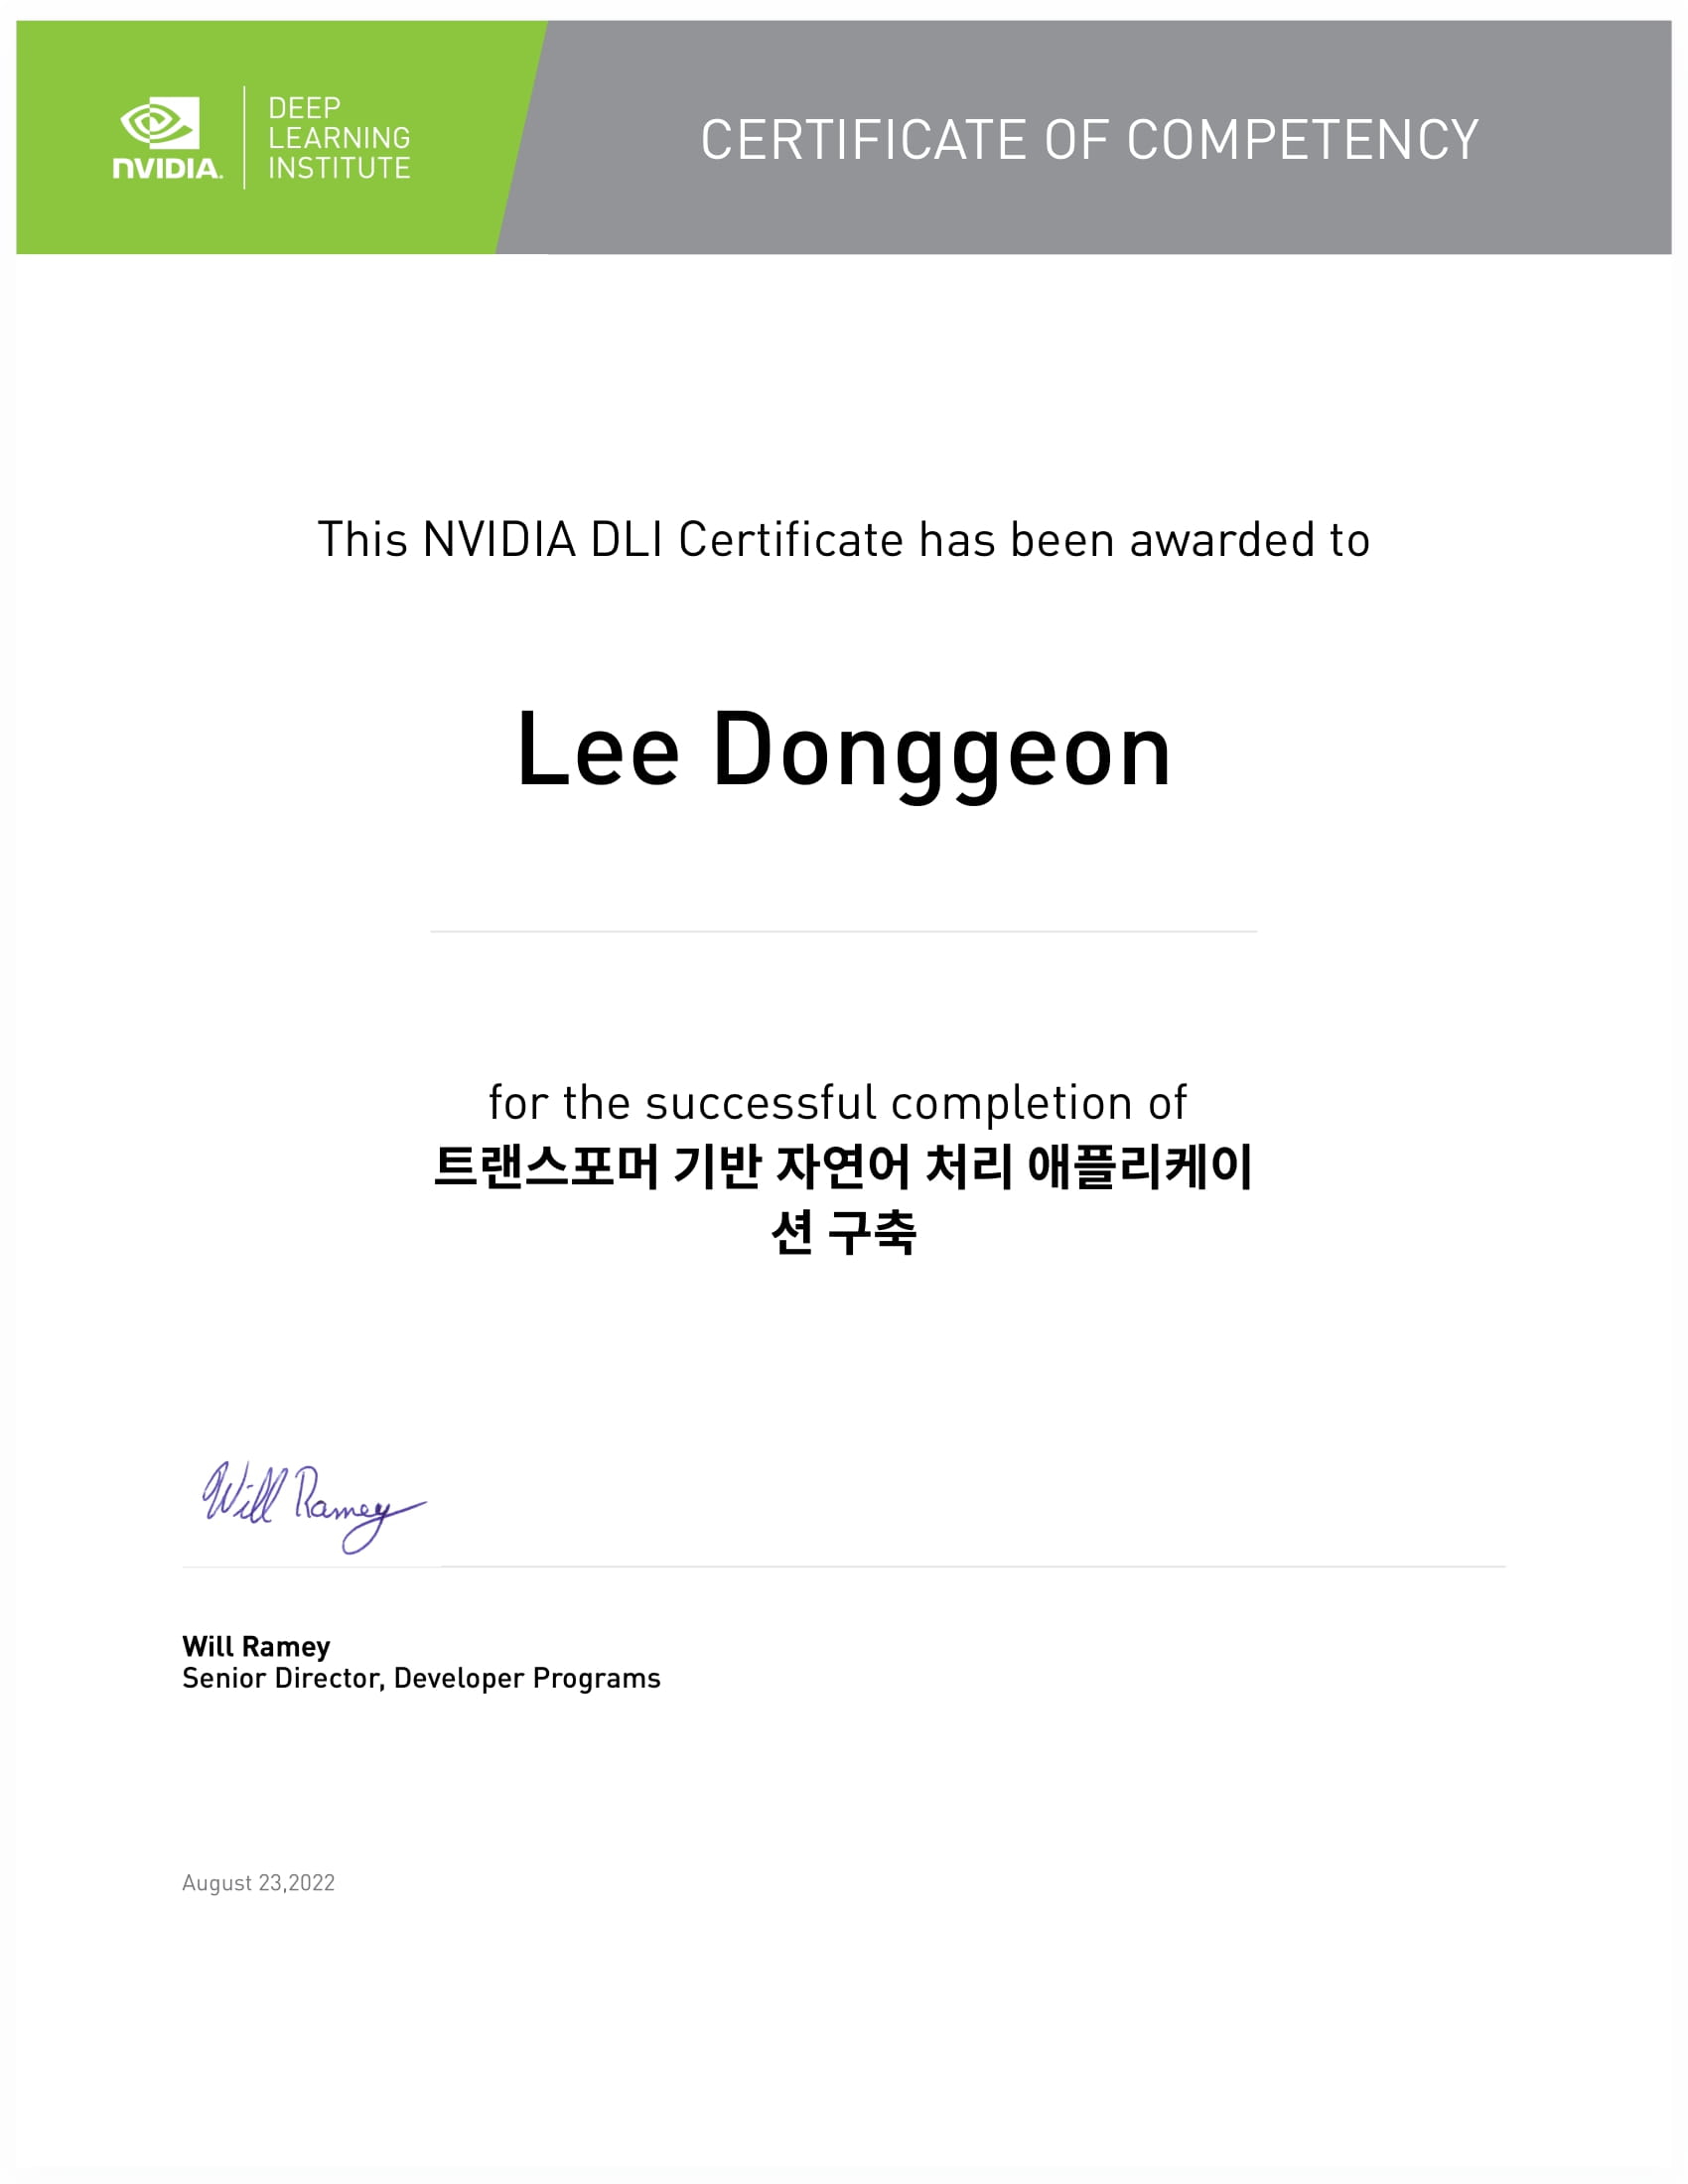 NVIDIA.
DEEP
LEARNING
INSTITUTE
CERTIFICATE OF COMPETENCY
This NVIDIA DLI Certificate has been awarded to
Lee Donggeon
for the successful completion of
트랜스포머 기반 자연어 처리 애플리케이
션 구축
Will Ramey
Will Ramey
Senior Director, Developer Programs
August 23,2022